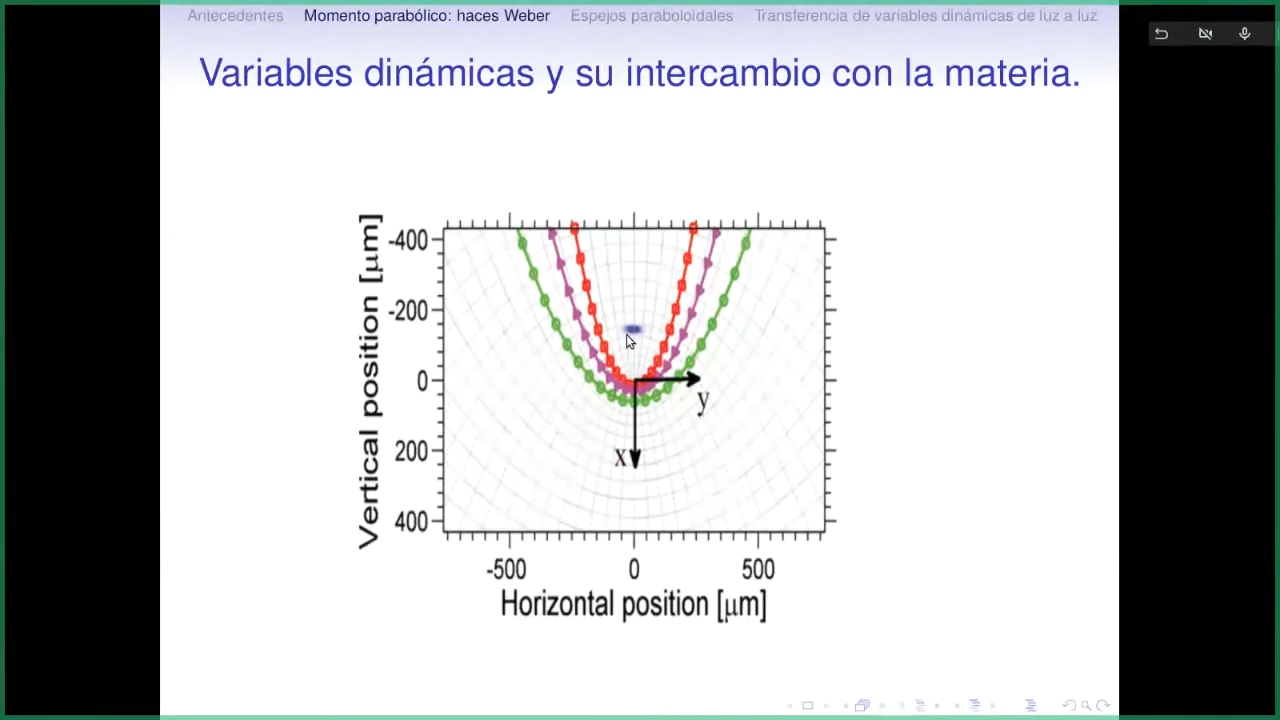 Antecedentes Momento parabólico: haces Weber Espejos paraboloidales Transferencia de variables dinámicas de luz a luz
Variables dinámicas y su intercambio con la materia.
Vertical position [μm]
-400
-200
0
200
400
y
x
-500 0 500
Horizontal position [μm]